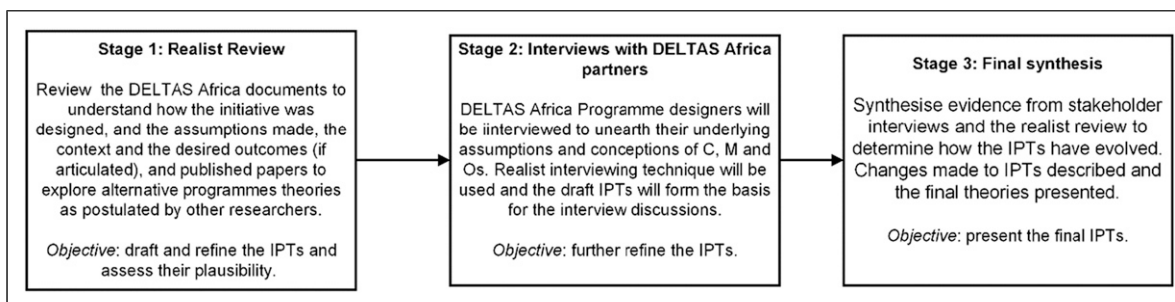 Stage 1: Realist Review
Review the DELTAS Africa documents to
understand how the initiative was
designed, and the assumptions made, the
context and the desired outcomes (if
articulated), and published papers to
explore alternative programmes theories
as postulated by other researchers.
Objective: draft and refine the IPTs and
assess their plausibility.
Stage 2: Interviews with DELTAS Africa
partners
DELTAS Africa Programme designers will
be iinterviewed to unearth their underlying
assumptions and conceptions of C, M and
Os. Realist interviewing technique will be
used and the draft IPTs will form the basis
for the interview discussions.
Objective: further refine the IPTs.
Stage 3: Final synthesis
Synthesise evidence from stakeholder
interviews and the realist review to
determine how the IPTs have evolved.
Changes made to IPTs described and
the final theories presented.
Objective: present the final IPTs.